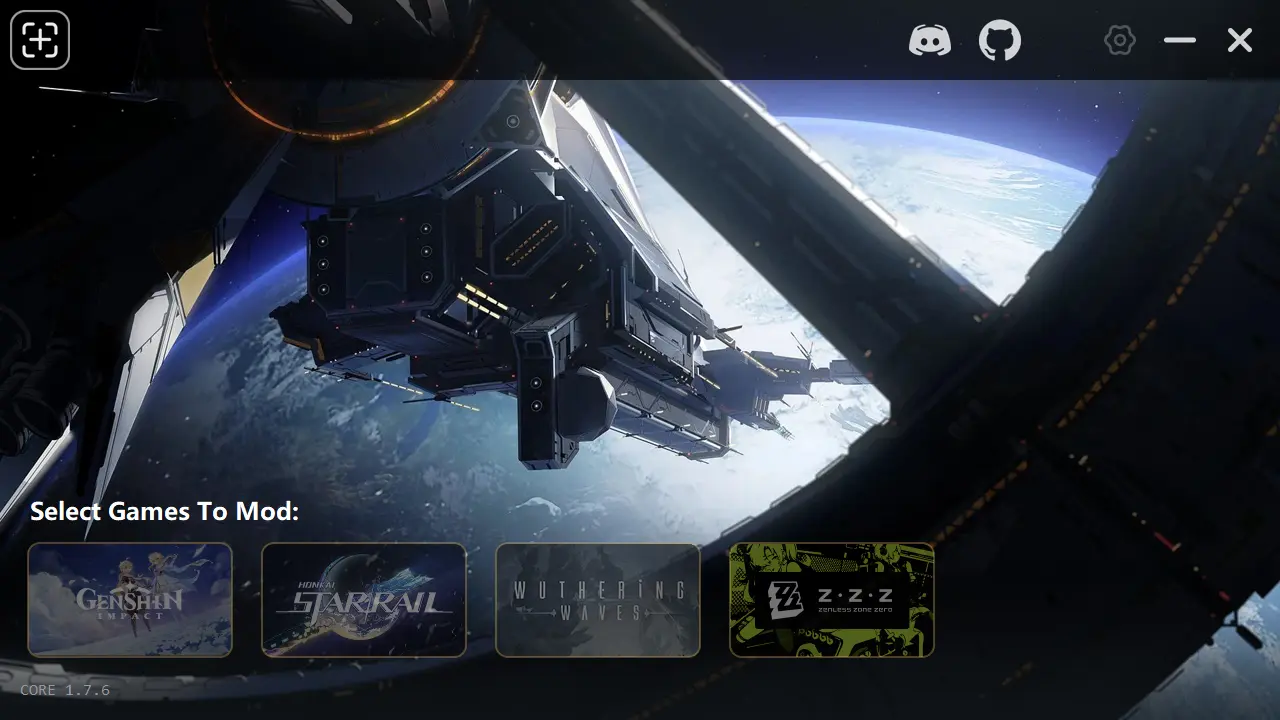 Select Games To Mod:
GENSHIN
IMPACT
HONKAI
STAR RAIL
WUTHERING
WAVES
Z·Z·Z
zenless zone zero
CORE 1.7.6